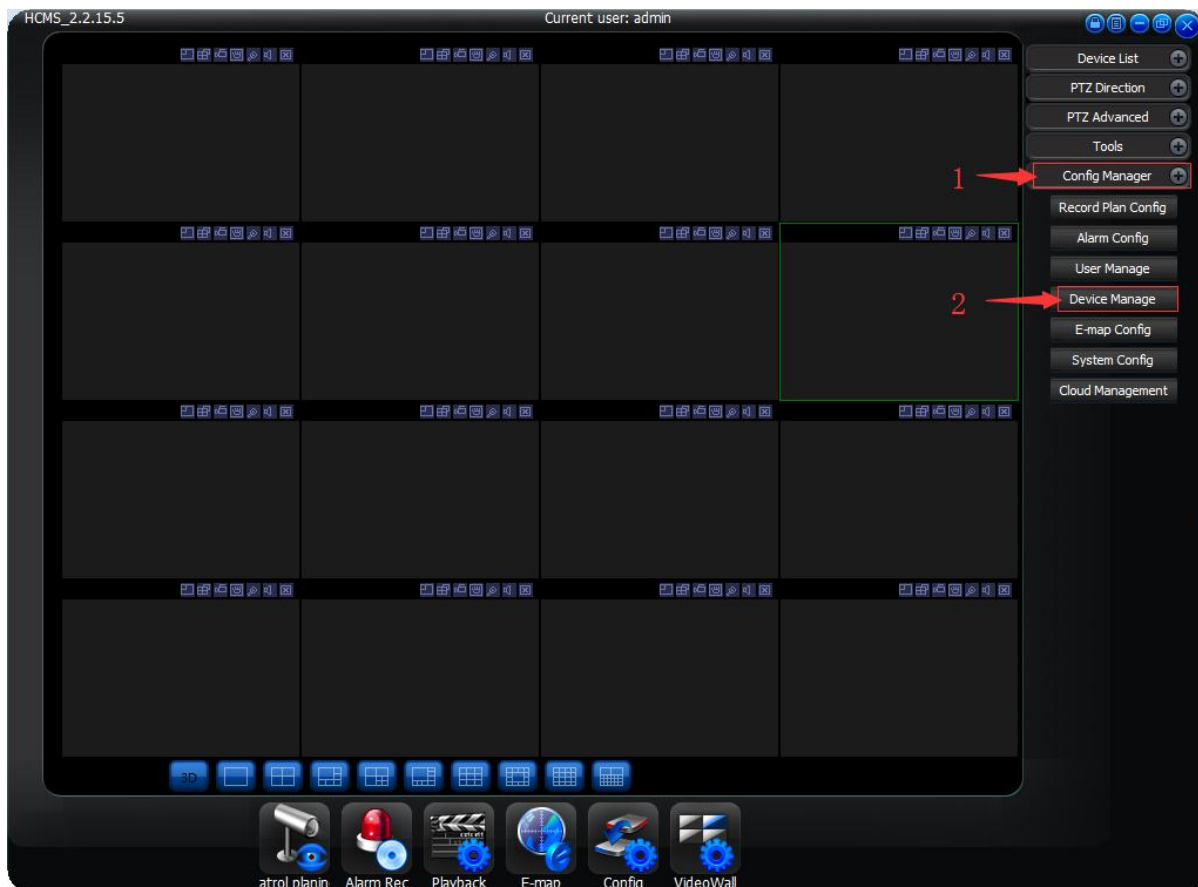 HCMS_2.2.15.5
Current user: admin
Device List
PTZ Direction
PTZ Advanced
Tools
1
Config Manager
Record Plan Config
Alarm Config
User Manage
2
Device Manage
E-map Config
System Config
Cloud Management
3D
atrol planin
Alarm Rec
Playback
E-map
Config
VideoWall